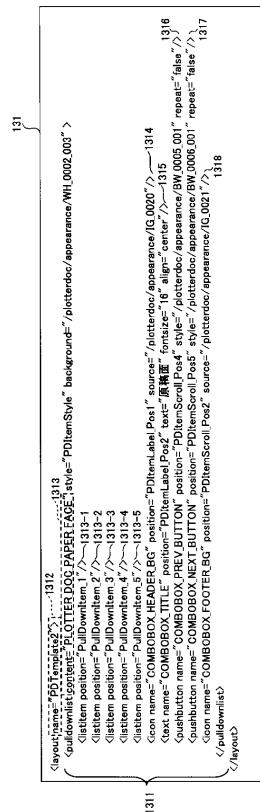 131
<layout name="PDTemplate2"> 1312
1313
<pulldownlist content="PLOTTER_DOC_PAPER_FACE" style="PDItemStyle" background="/plotterdoc/appearance/WH_0002_003" >
<listitem position="PullDownItem_1"/> 1313-1
<listitem position="PullDownItem_2"/> 1313-2
<listitem position="PullDownItem_3"/> 1313-3
<listitem position="PullDownItem_4"/> 1313-4
<listitem position="PullDownItem_5"/> 1313-5
<icon name="COMBOBOX_HEADER_BG" position="PDItemLabel_Pos1" source="/plotterdoc/appearance/IG_0020"/> 1314
<text name="COMBOBOX_TITLE" position="PDItemLabel_Pos2" text="原稿面" fontsize="16" align="center"/> 1315
<pushbutton name="COMBOBOX_PREV_BUTTON" position="PDItemScroll_Pos4" style="/plotterdoc/appearance/BW_0005_001" repeat="false"/> 1316
<pushbutton name="COMBOBOX_NEXT_BUTTON" position="PDItemScroll_Pos5" style="/plotterdoc/appearance/BW_0006_001" repeat="false"/> 1317
<icon name="COMBOBOX_FOOTER_BG" position="PDItemScroll_Pos2" source="/plotterdoc/appearance/IG_0021"/> 1318
</pulldownlist>
</layout>
1311